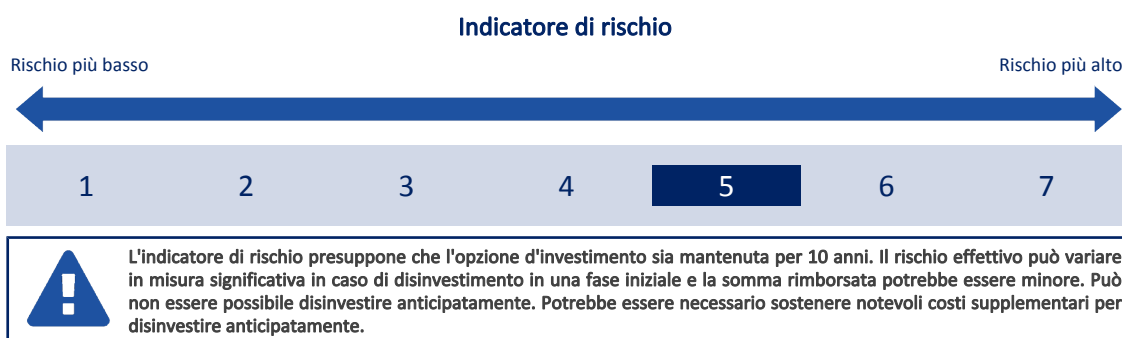 Indicatore di rischio
Rischio più basso
Rischio più alto
1 2 3 4 5 6 7
L'indicatore di rischio presuppone che l'opzione d'investimento sia mantenuta per 10 anni. Il rischio effettivo può variare
in misura significativa in caso di disinvestimento in una fase iniziale e la somma rimborsata potrebbe essere minore. Può
non essere possibile disinvestire anticipatamente. Potrebbe essere necessario sostenere notevoli costi supplementari per
disinvestire anticipatamente.